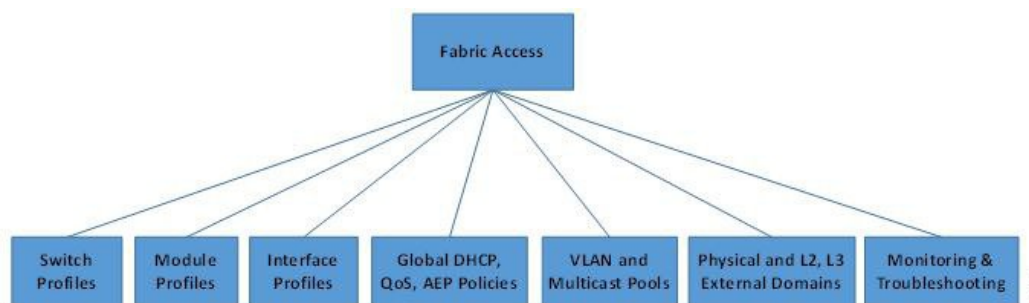 Fabric Access
Switch
Profiles
Module
Profiles
Interface
Profiles
Global DHCP,
QoS, AEP Policies
VLAN and
Multicast Pools
Physical and L2, L3
External Domains
Monitoring &
Troubleshooting